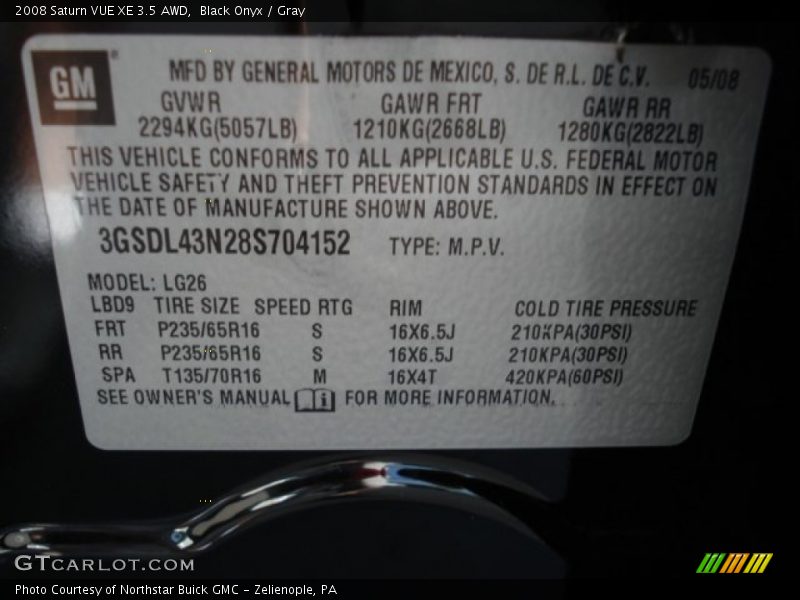 2008 Saturn VUE XE 3.5 AWD, Black Onyx / Gray
GM®
MFD BY GENERAL MOTORS DE MEXICO, S. DE R.L. DE C.V. 05/08
GVWR GAWR FRT GAWR RR
2294KG(5057LB) 1210KG(2668LB) 1280KG(2822LB)
THIS VEHICLE CONFORMS TO ALL APPLICABLE U.S. FEDERAL MOTOR
VEHICLE SAFETY AND THEFT PREVENTION STANDARDS IN EFFECT ON
THE DATE OF MANUFACTURE SHOWN ABOVE.
3GSDL43N28S704152 TYPE: M.P.V.
MODEL: LG26
LBD9 TIRE SIZE SPEED RTG RIM COLD TIRE PRESSURE
FRT P235/65R16 S 16X6.5J 210KPA(30PSI)
RR P235/65R16 S 16X6.5J 210KPA(30PSI)
SPA T135/70R16 M 16X4T 420KPA(60PSI)
SEE OWNER'S MANUAL FOR MORE INFORMATION.
GTCARLOT.COM
Photo Courtesy of Northstar Buick GMC - Zelienople, PA